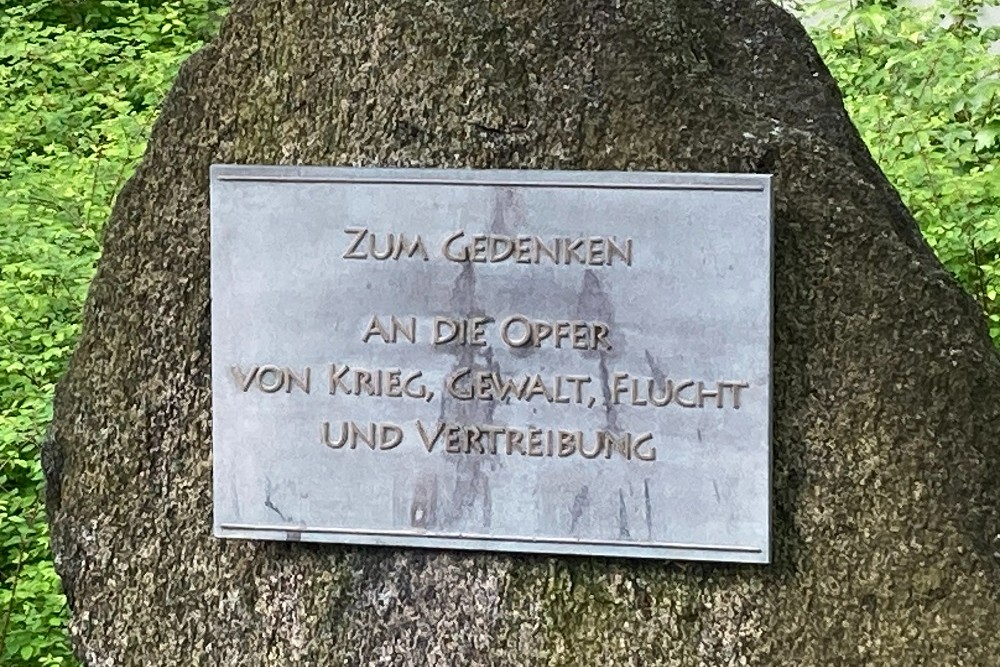 ZUM GEDENKEN
AN DIE OPFER
VON KRIEG, GEWALT, FLUCHT
UND VERTREIBUNG